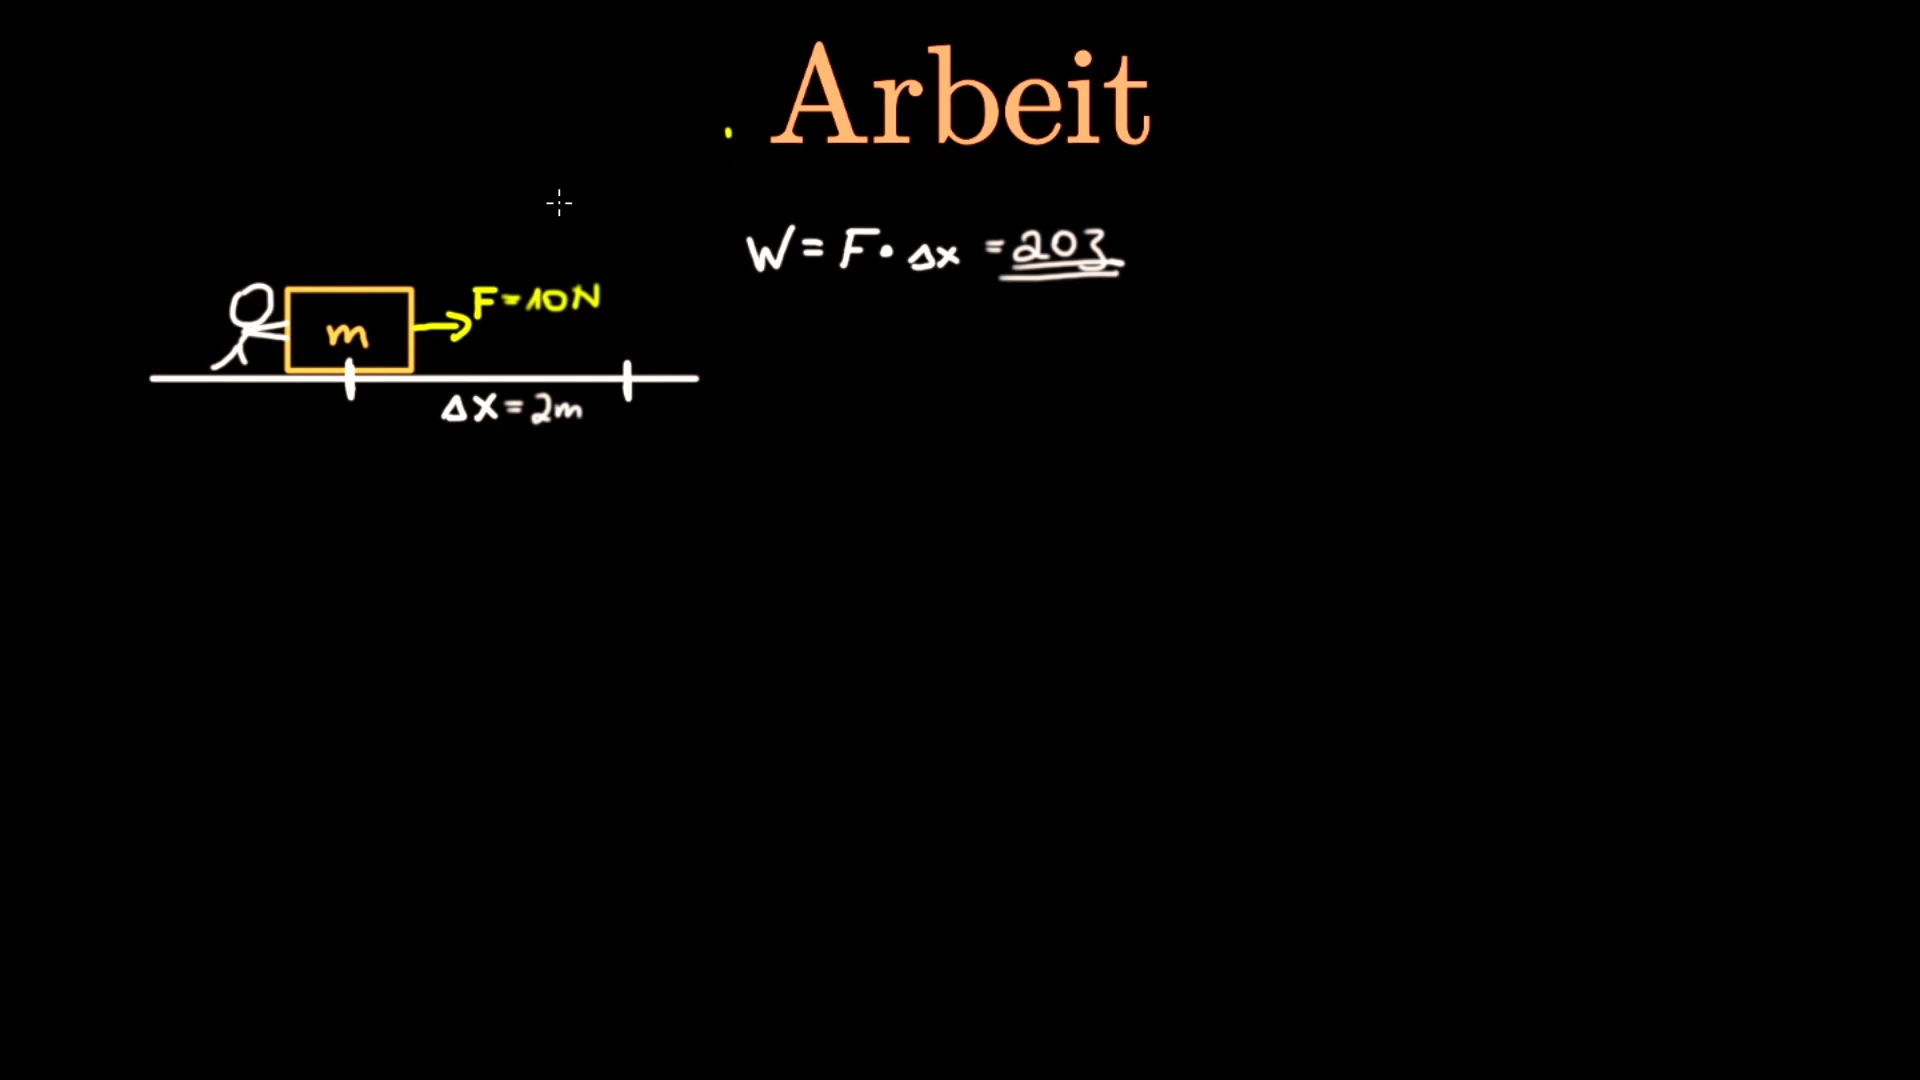 Arbeit
W = F · Δx = 20J
F = 10N
m
Δx = 2m